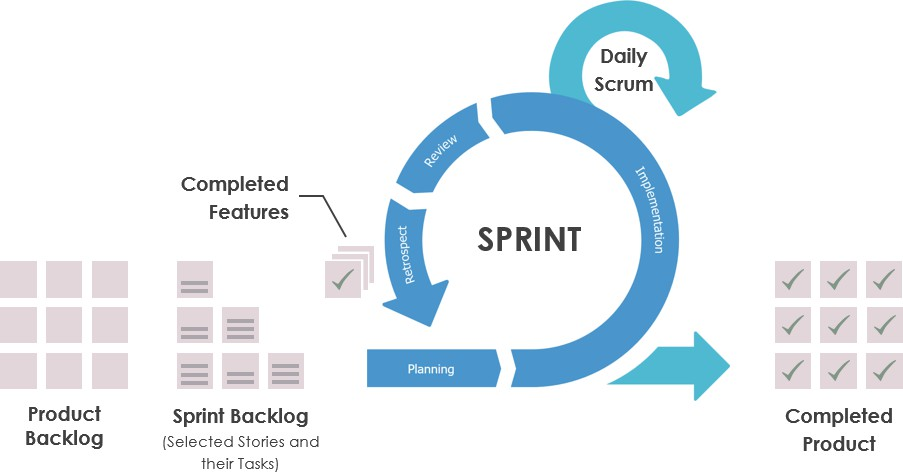 Daily
Scrum
Review
Implementation
Completed
Features
Retrospect
SPRINT
Planning
Product
Backlog
Sprint Backlog
(Selected Stories and
their Tasks)
Completed
Product